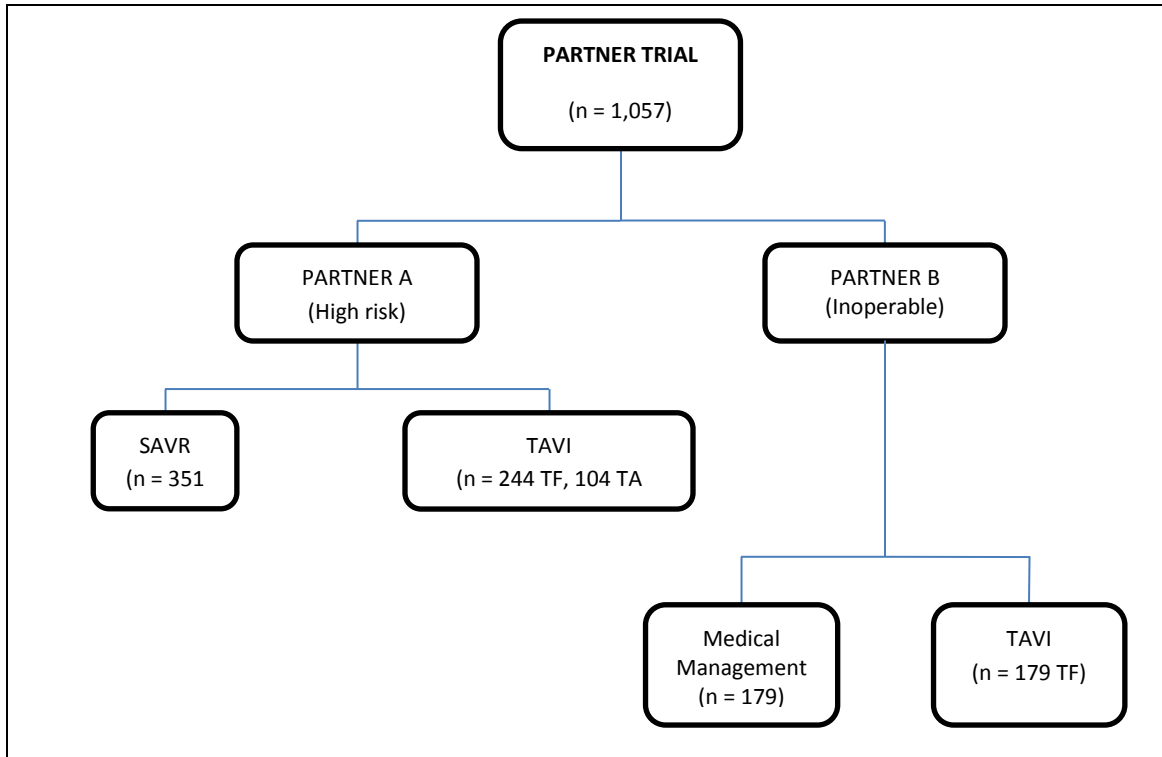 PARTNER TRIAL
(n = 1,057)
PARTNER A
(High risk)
PARTNER B
(Inoperable)
SAVR
(n = 351
TAVI
(n = 244 TF, 104 TA
Medical
Management
(n = 179)
TAVI
(n = 179 TF)